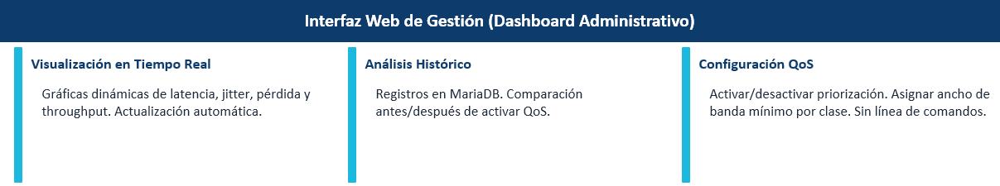 Interfaz Web de Gestión (Dashboard Administrativo)
Visualización en Tiempo Real
Gráficas dinámicas de latencia, jitter, pérdida y
throughput. Actualización automática.
Análisis Histórico
Registros en MariaDB. Comparación
antes/después de activar QoS.
Configuración QoS
Activar/desactivar priorización. Asignar ancho de
banda mínimo por clase. Sin línea de comandos.